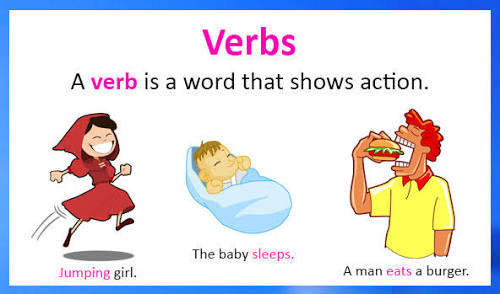 Verbs
A verb is a word that shows action.
Jumping girl.
The baby sleeps.
A man eats a burger.